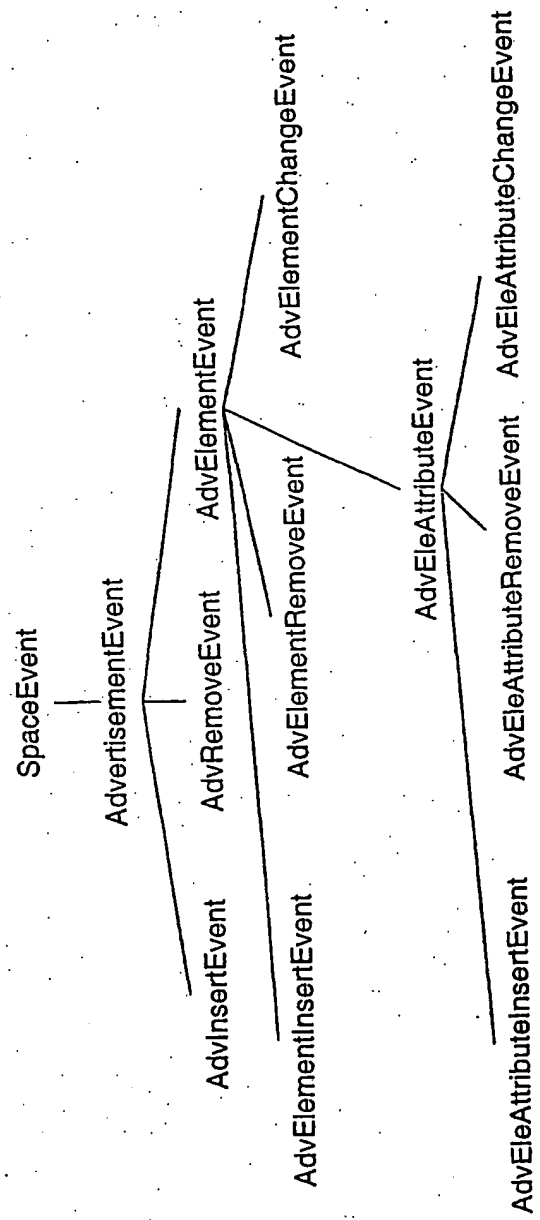 SpaceEvent
AdvertisementEvent
AdvInsertEvent
AdvRemoveEvent
AdvElementEvent
AdvElementInsertEvent
AdvElementRemoveEvent
AdvElementChangeEvent
AdvEleAttributeEvent
AdvEleAttributeInsertEvent
AdvEleAttributeRemoveEvent
AdvEleAttributeChangeEvent